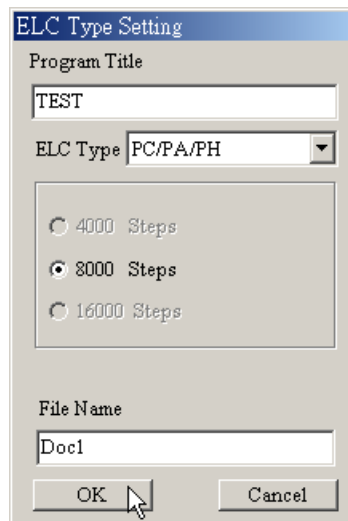 ELC Type Setting
Program Title
TEST
ELC Type PC/PA/PH
4000 Steps
8000 Steps
16000 Steps
File Name
Doc1
OK Cancel